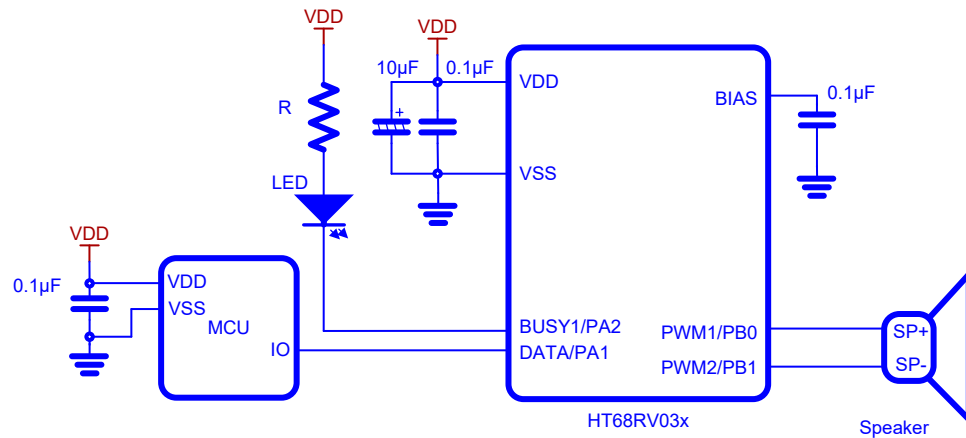 VDD
VDD
10µF
0.1µF
VDD
R
BIAS
0.1µF
LED
VSS
VDD
0.1µF
VDD
VSS
MCU
IO
BUSY1/PA2
DATA/PA1
PWM1/PB0
PWM2/PB1
SP+
SP-
HT68RV03x
Speaker
+